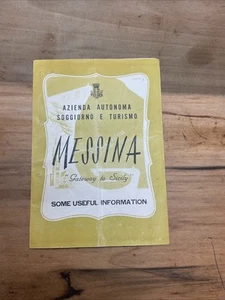 AZIENDA AUTONOMA
SOGGIORNO E TURISMO
MESSINA
Gateway to Sicily
SOME USEFUL INFORMATION